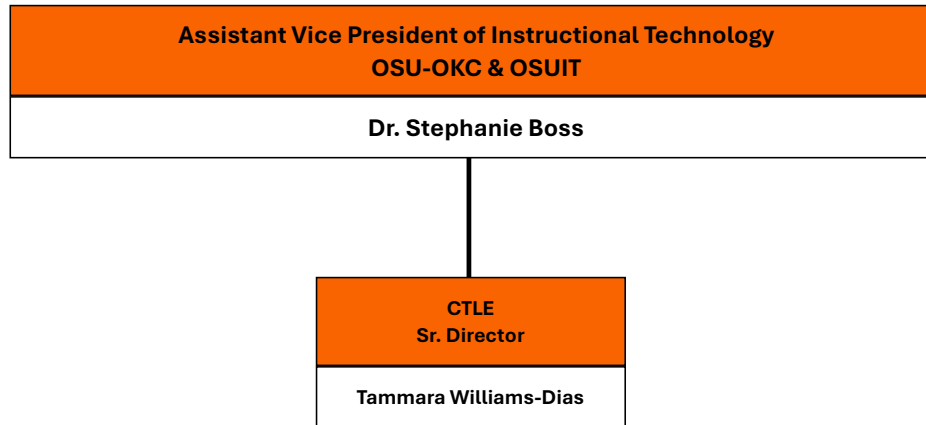 Assistant Vice President of Instructional Technology
OSU-OKC & OSUIT
Dr. Stephanie Boss
CTLE
Sr. Director
Tammara Williams-Dias